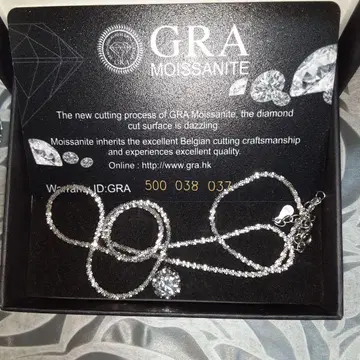 GRA
GRA
MOISSANITE
The new cutting process of GRA Moissanite, the diamond
cut surface is dazzling.
Moissanite inherits the excellent Belgian cutting craftsmanship
and experiences excellent quality.
Online : http://www.gra.hk
Warranty ID:GRA 500 038 037